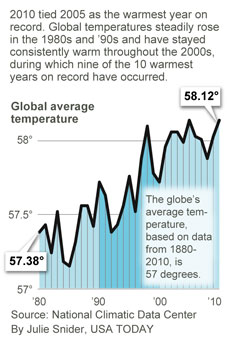 2010 tied 2005 as the warmest year on
record. Global temperatures steadily rose
in the 1980s and '90s and have stayed
consistently warm throughout the 2000s,
during which nine of the 10 warmest
years on record have occurred.
Global average
temperature
58.12°
58°
57.5°
57.38°
57°
The globe's
average tem-
perature,
based on data
from 1880-
2010, is
57 degrees.
'80 '90 '00 '10
Source: National Climatic Data Center
By Julie Snider, USA TODAY